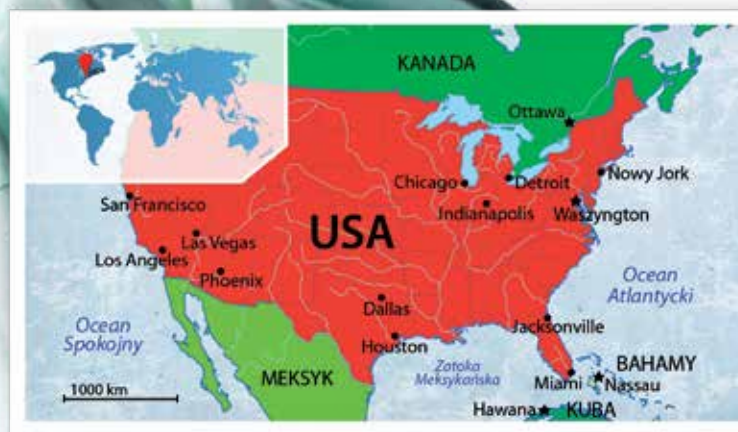 KANADA
Ottawa
Chicago
Detroit
Nowy Jork
San Francisco
Indianapolis
Waszyngton
USA
Las Vegas
Los Angeles
Phoenix
Ocean
Atlantycki
Dallas
Ocean
Spokojny
Jacksonville
Houston
Zatoka
Meksykańska
BAHAMY
MEKSYK
Miami
Nassau
1000 km
Hawana
KUBA